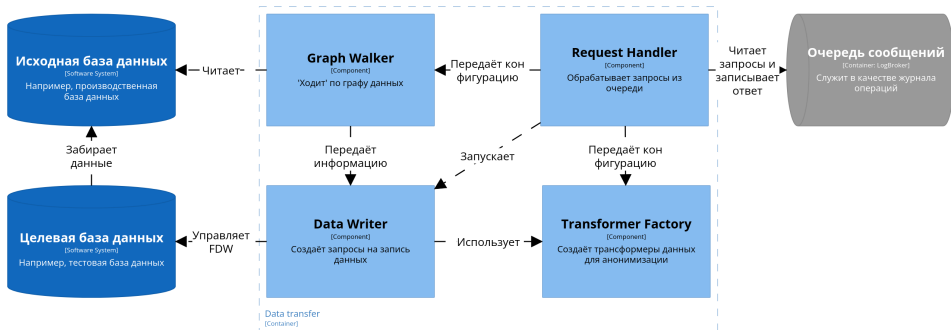 Исходная база данных
[Software System]
Например, производственная
база данных
Читает
Graph Walker
[Component]
'Ходит' по графу данных
Передаёт кон
фигурацию
Request Handler
[Component]
Обрабатывает запросы из
очереди
Читает
запросы и
записывает
ответ
Очередь сообщений
[Container: LogBroker]
Служит в качестве журнала
операций
Забирает
данные
Передаёт
информацию
Запускает
Передаёт кон
фигурацию
Целевая база данных
[Software System]
Например, тестовая база данных
Управляет
FDW
Data Writer
[Component]
Создаёт запросы на запись
данных
Использует
Transformer Factory
[Component]
Создаёт трансформеры данных
для анонимизации
Data transfer
[Container]